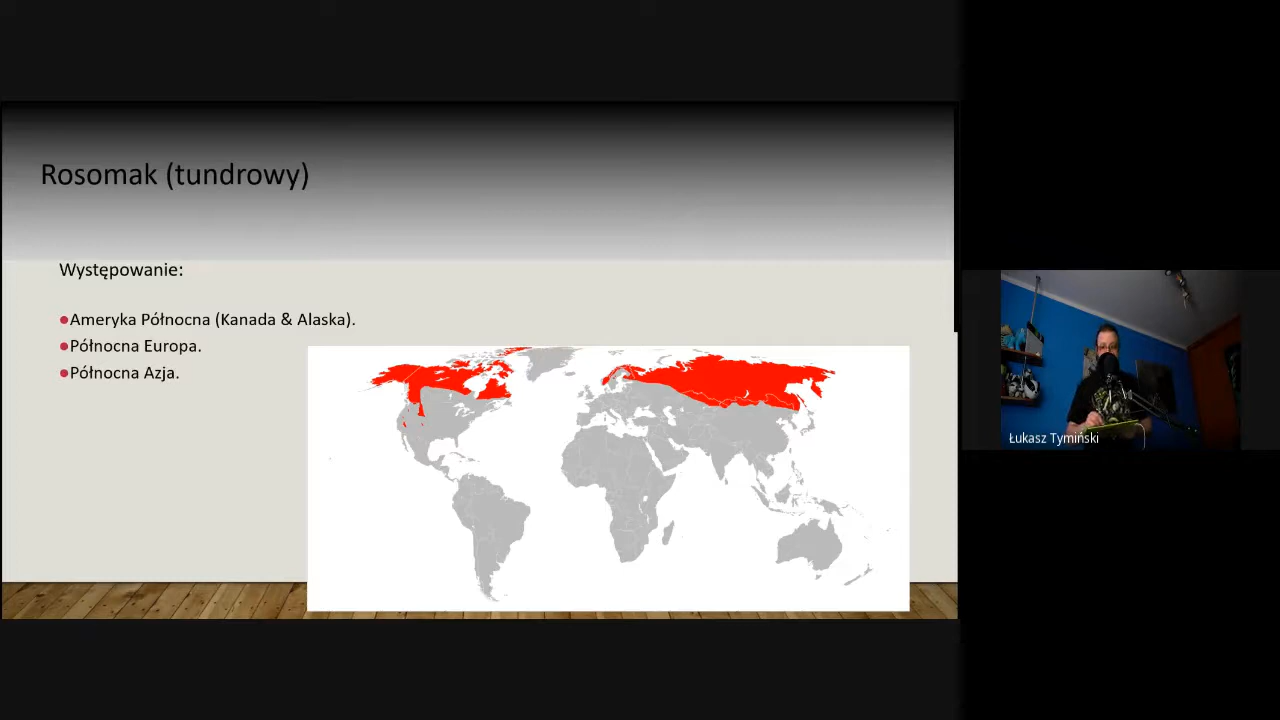 Rosomak (tundrowy)
Występowanie:
●Ameryka Północna (Kanada & Alaska).
●Północna Europa.
●Północna Azja.
Łukasz Tymiński